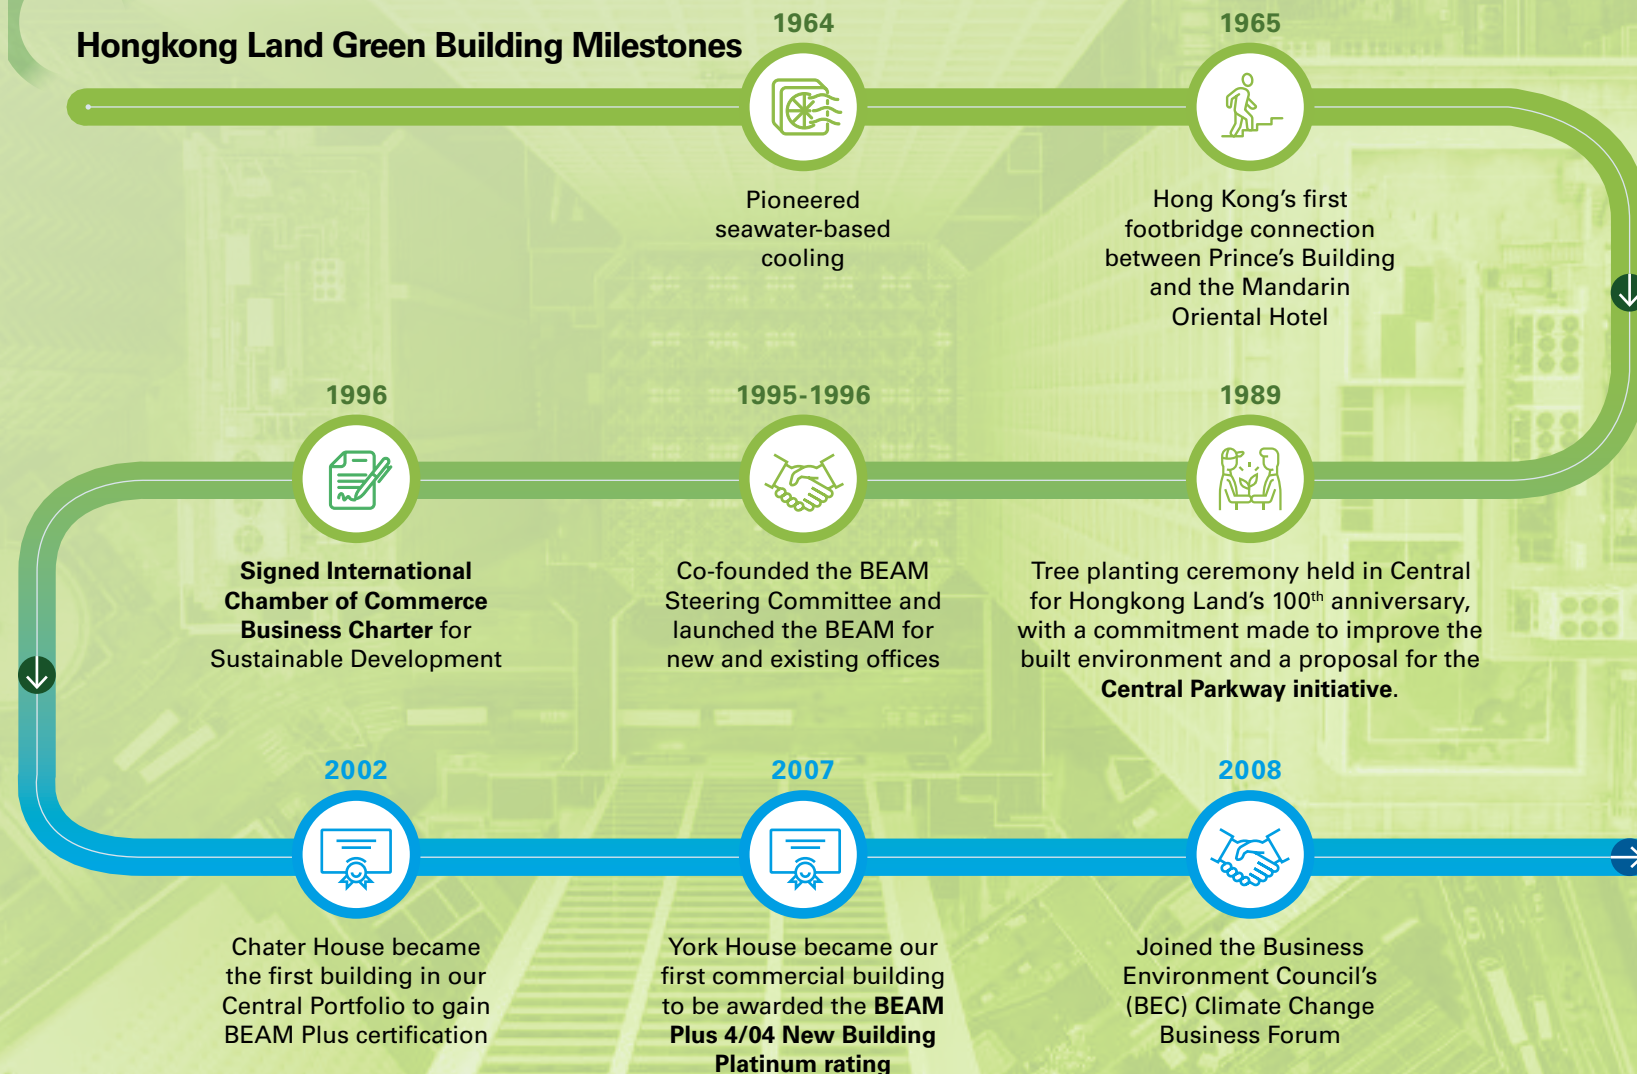 Hongkong Land Green Building Milestones
1964
Pioneered
seawater-based
cooling
1965
Hong Kong’s first
footbridge connection
between Prince’s Building
and the Mandarin
Oriental Hotel
1989
Tree planting ceremony held in Central
for Hongkong Land’s 100th anniversary,
with a commitment made to improve the
built environment and a proposal for the
Central Parkway initiative.
1995-1996
Co-founded the BEAM
Steering Committee and
launched the BEAM for
new and existing offices
1996
Signed International
Chamber of Commerce
Business Charter for
Sustainable Development
2002
Chater House became
the first building in our
Central Portfolio to gain
BEAM Plus certification
2007
York House became our
first commercial building
to be awarded the BEAM
Plus 4/04 New Building
Platinum rating
2008
Joined the Business
Environment Council’s
(BEC) Climate Change
Business Forum